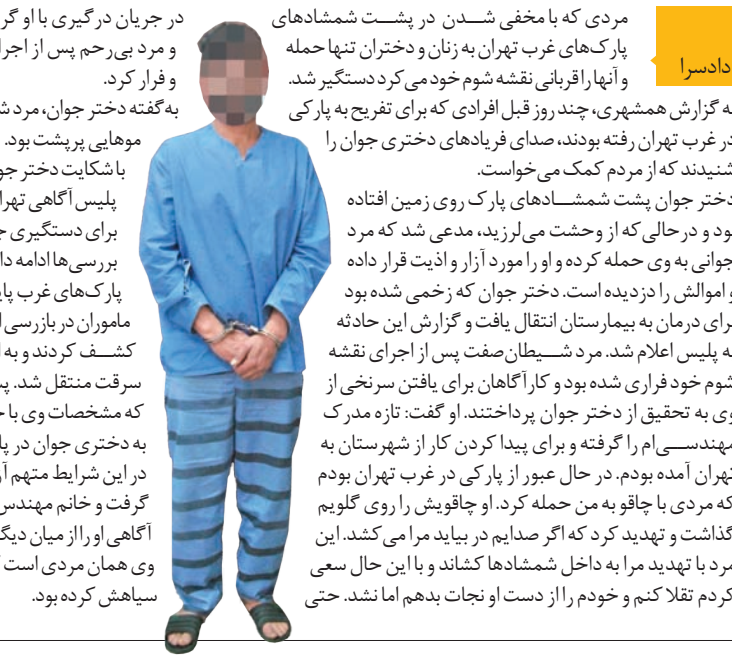 دادسرا
مردی که با مخفی شدن در پشت شمشادهای
پارک‌های غرب تهران به زنان و دختران تنها حمله
و آنها را قربانی نقشه شوم خود می‌کرد دستگیر شد.
به گزارش همشهری، چند روز قبل افرادی که برای تفریح به پارکی
در غرب تهران رفته بودند، صدای فریادهای دختری جوان را
شنیدند که از مردم کمک می‌خواست.
دختر جوان پشت شمشادهای پارک روی زمین افتاده
بود و درحالی‌که از وحشت می‌لرزید، مدعی شد که مرد
جوانی به وی حمله کرده و او را مورد آزار و اذیت قرار داده
و اموالش را دزدیده است. دختر جوان که زخمی شده بود
برای درمان به بیمارستان انتقال یافت و گزارش این حادثه
به پلیس اعلام شد. مرد شیطان‌صفت پس از اجرای نقشه
شوم خود فراری شده بود و کارآگاهان برای یافتن سرنخی از
وی به تحقیق از دختر جوان پرداختند. او گفت: تازه مدرک
مهندسی‌ام را گرفته و برای پیدا کردن کار از شهرستان به
تهران آمده بودم. در حال عبور از پارکی در غرب تهران بودم
که مردی با چاقو به من حمله کرد. او چاقویش را روی گلویم
گذاشت و تهدید کرد که اگر صدایم در بیاید مرا می‌کشد. این
مرد با تهدید مرا به داخل شمشادها کشاند و با این حال سعی
کردم تقلا کنم و خودم را از دست او نجات بدهم اما نشد. حتی
در جریان درگیری با او گر
و مرد بی‌رحم پس از اجرا
و فرار کرد.
به‌گفته دختر جوان، مرد ش
موهایی پرپشت بود.
با شکایت دختر جو
پلیس آگاهی تهرا
برای دستگیری ج
بررسی‌ها ادامه دا
پارک‌های غرب پای
ماموران در بازرسی ا
کشف کردند و به ا
سرقت منتقل شد. پ
که مشخصات وی با ج
به دختری جوان در پا
در این شرایط متهم آز
گرفت و خانم مهندس
آگاهی او را از میان دیگ
وی همان مردی است
سیاهش کرده بود.